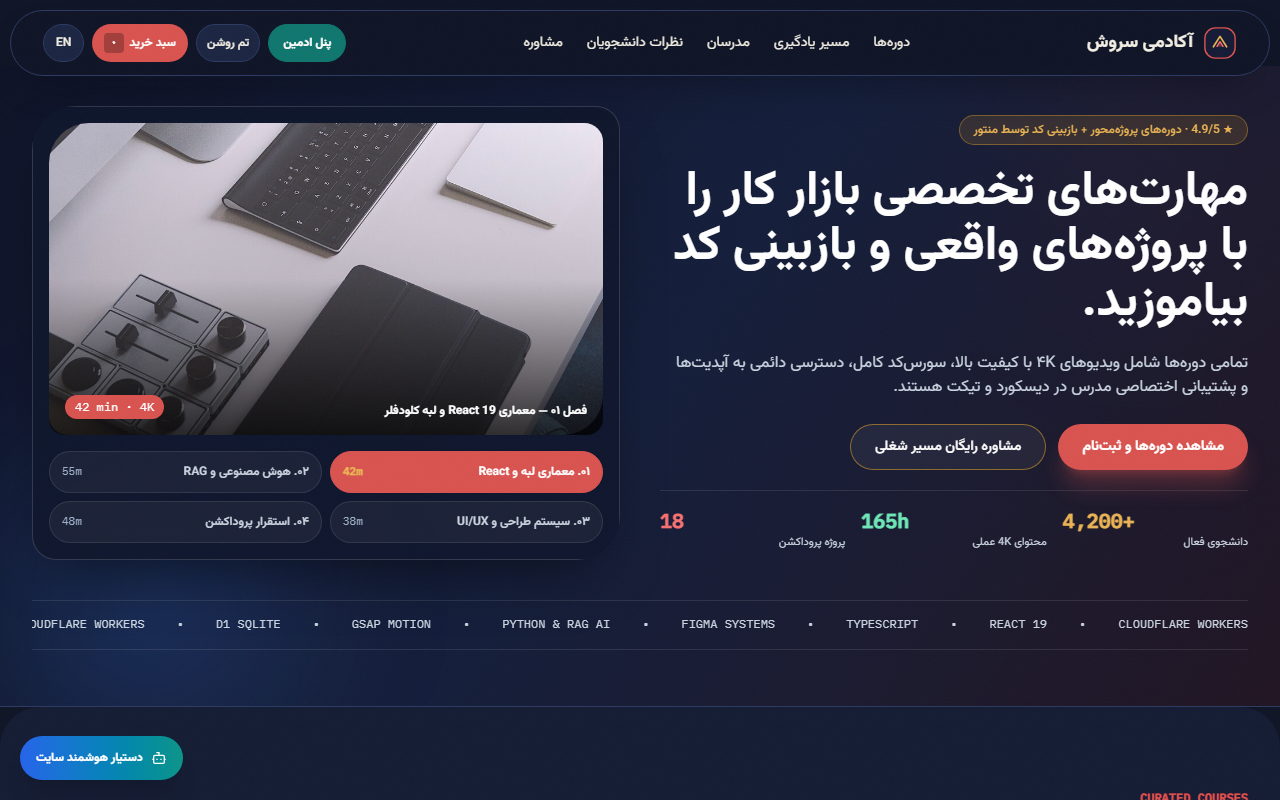 آکادمی سروش
دوره‌ها
مسیر یادگیری
مدرسان
نظرات دانشجویان
مشاوره
پنل ادمین
تم روشن
سبد خرید ۰
EN
★ 4.9/5 · دوره‌های پروژه‌محور + بازبینی کد توسط منتور
مهارت‌های تخصصی بازار کار را
با پروژه‌های واقعی و بازبینی کد
بیاموزید.
تمامی دوره‌ها شامل ویدیوهای ۴K با کیفیت بالا، سورس‌کد کامل، دسترسی دائمی به آپدیت‌ها
و پشتیبانی اختصاصی مدرس در دیسکورد و تیکت هستند.
مشاهده دوره‌ها و ثبت‌نام
مشاوره رایگان مسیر شغلی
4,200+
دانشجوی فعال
165h
محتوای 4K عملی
18
پروژه پروداکشن
فصل ۰۱ — معماری React 19 و لبه کلودفلر
42 min · 4K
۰۱. معماری لبه و React
42m
۰۲. هوش مصنوعی و RAG
55m
۰۳. سیستم طراحی و UI/UX
38m
۰۴. استقرار پروداکشن
48m
CLOUDFLARE WORKERS • REACT 19 • TYPESCRIPT • FIGMA SYSTEMS • PYTHON & RAG AI • GSAP MOTION • D1 SQLITE • OUDFLARE WORKERS
دستیار هوشمند سایت
CURATED COURSES